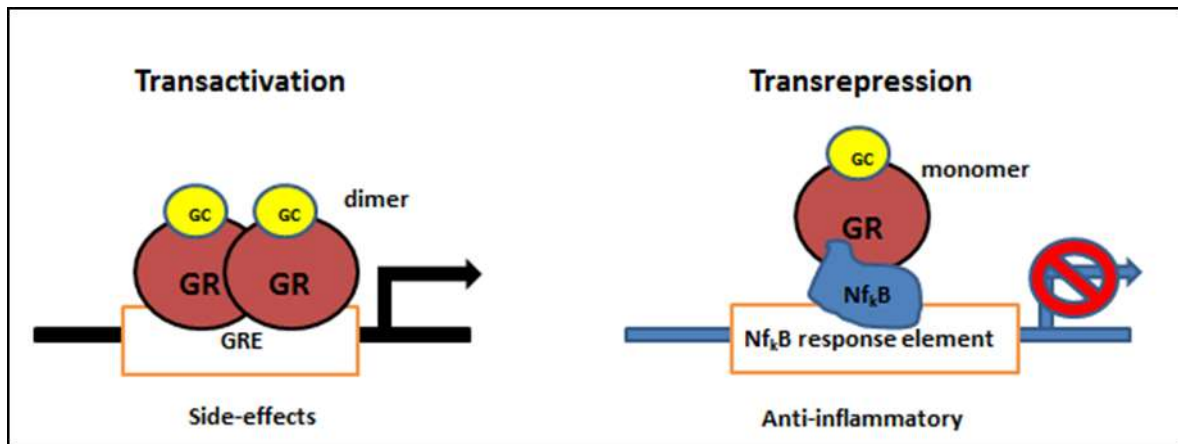 Transactivation
GC
GC
dimer
GR
GR
GRE
Side-effects
Transrepression
GC
monomer
GR
NfkB
NfkB response element
Anti-inflammatory